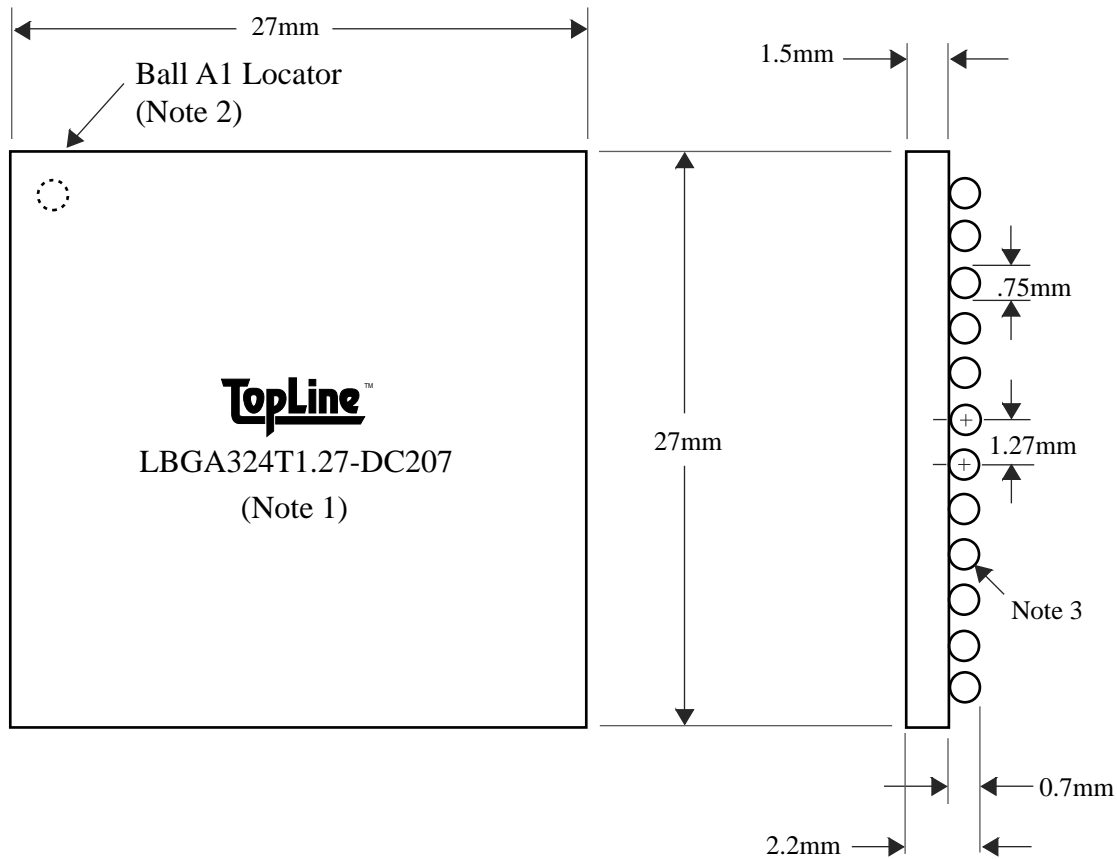 27mm
1.5mm
Ball A1 Locator
(Note 2)
.75mm
TopLine™
LBGA324T1.27-DC207
(Note 1)
27mm
1.27mm
Note 3
0.7mm
2.2mm